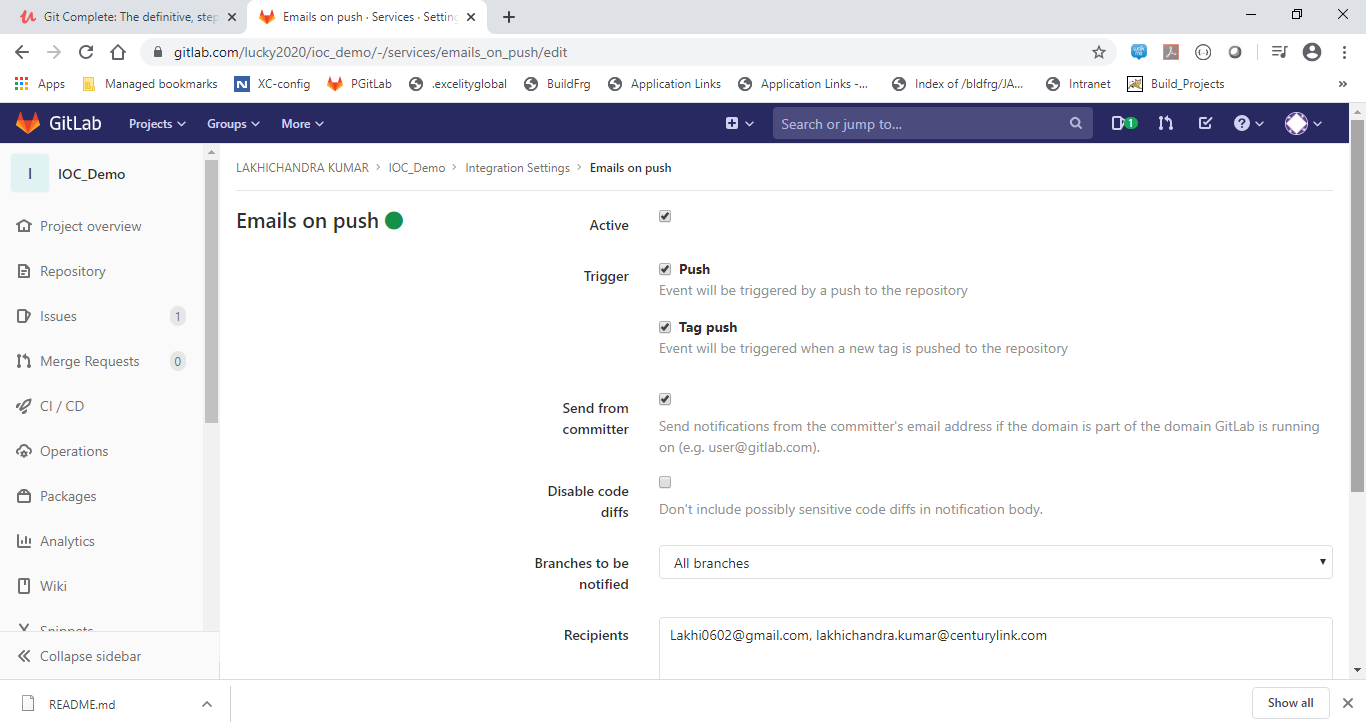 Git Complete: The definitive, step
Emails on push · Services · Setting
gitlab.com/lucky2020/ioc_demo/-/services/emails_on_push/edit
Apps
Managed bookmarks
XC-config
PGitLab
.excelityglobal
BuildFrg
Application Links
Application Links -...
Index of /bldfrg/JA...
Intranet
Build_Projects
»
GitLab
Projects
Groups
More
Search or jump to...
1
I
IOC_Demo
Project overview
Repository
Issues
1
Merge Requests
0
CI / CD
Operations
Packages
Analytics
Wiki
Snippets
Collapse sidebar
LAKHICHANDRA KUMAR > IOC_Demo > Integration Settings > Emails on push
Emails on push
Active
Trigger
Push
Event will be triggered by a push to the repository
Tag push
Event will be triggered when a new tag is pushed to the repository
Send from
committer
Send notifications from the committer's email address if the domain is part of the domain GitLab is running
on (e.g. user@gitlab.com).
Disable code
diffs
Don't include possibly sensitive code diffs in notification body.
Branches to be
notified
All branches
Recipients
Lakhi0602@gmail.com, lakhichandra.kumar@centurylink.com
README.md
Show all